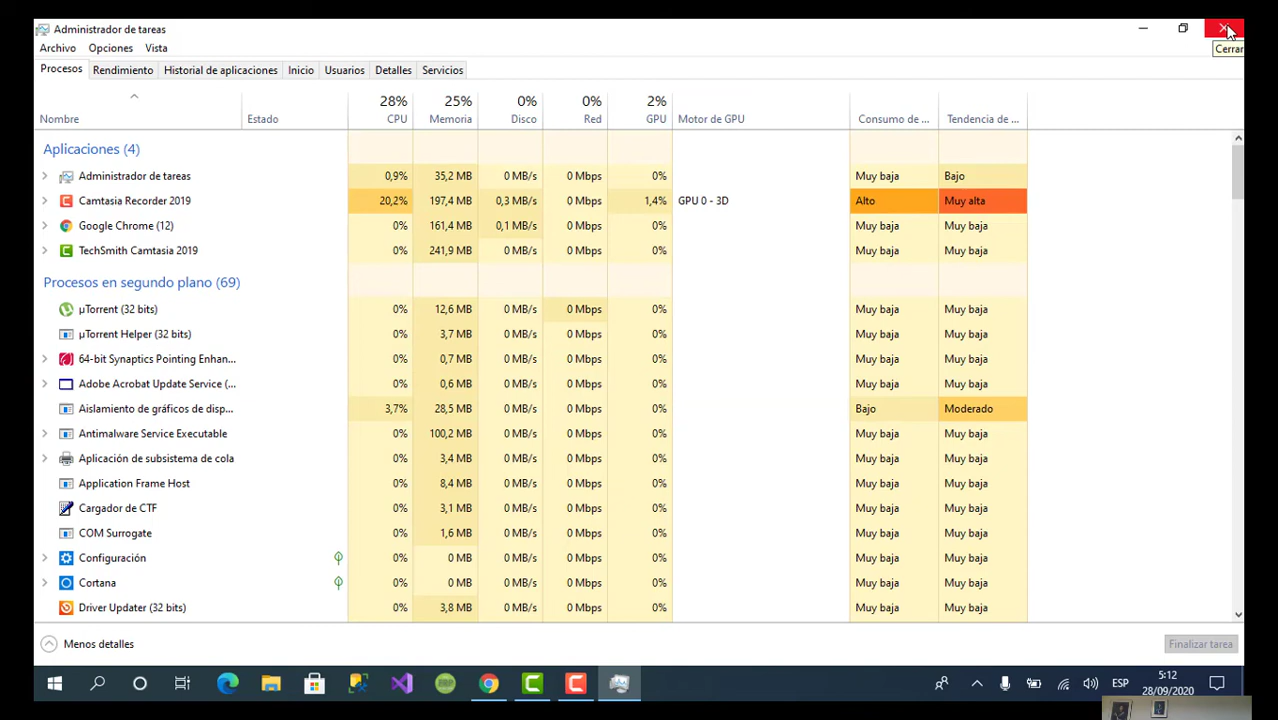 Administrador de tareas
Cerrar
Archivo Opciones Vista
Procesos Rendimiento Historial de aplicaciones Inicio Usuarios Detalles Servicios
28% 25% 0% 0% 2%
Nombre Estado CPU Memoria Disco Red GPU Motor de GPU Consumo de ... Tendencia de ...
Aplicaciones (4)
Administrador de tareas 0,9% 35,2 MB 0 MB/s 0 Mbps 0% Muy baja Bajo
Camtasia Recorder 2019 20,2% 197,4 MB 0,3 MB/s 0 Mbps 1,4% GPU 0 - 3D Alto Muy alta
Google Chrome (12) 0% 161,4 MB 0,1 MB/s 0 Mbps 0% Muy baja Muy baja
TechSmith Camtasia 2019 0% 241,9 MB 0 MB/s 0 Mbps 0% Muy baja Muy baja
Procesos en segundo plano (69)
µTorrent (32 bits) 0% 12,6 MB 0 MB/s 0 Mbps 0% Muy baja Muy baja
µTorrent Helper (32 bits) 0% 3,7 MB 0 MB/s 0 Mbps 0% Muy baja Muy baja
64-bit Synaptics Pointing Enhan... 0% 0,7 MB 0 MB/s 0 Mbps 0% Muy baja Muy baja
Adobe Acrobat Update Service (... 0% 0,6 MB 0 MB/s 0 Mbps 0% Muy baja Muy baja
Aislamiento de gráficos de disp... 3,7% 28,5 MB 0 MB/s 0 Mbps 0% Bajo Moderado
Antimalware Service Executable 0% 100,2 MB 0 MB/s 0 Mbps 0% Muy baja Muy baja
Aplicación de subsistema de cola 0% 3,4 MB 0 MB/s 0 Mbps 0% Muy baja Muy baja
Application Frame Host 0% 8,4 MB 0 MB/s 0 Mbps 0% Muy baja Muy baja
Cargador de CTF 0% 3,1 MB 0 MB/s 0 Mbps 0% Muy baja Muy baja
COM Surrogate 0% 1,6 MB 0 MB/s 0 Mbps 0% Muy baja Muy baja
Configuración 0% 0 MB 0 MB/s 0 Mbps 0% Muy baja Muy baja
Cortana 0% 0 MB 0 MB/s 0 Mbps 0% Muy baja Muy baja
Driver Updater (32 bits) 0% 3,8 MB 0 MB/s 0 Mbps 0% Muy baja Muy baja
Menos detalles Finalizar tarea
ESP 5:12
28/09/2020